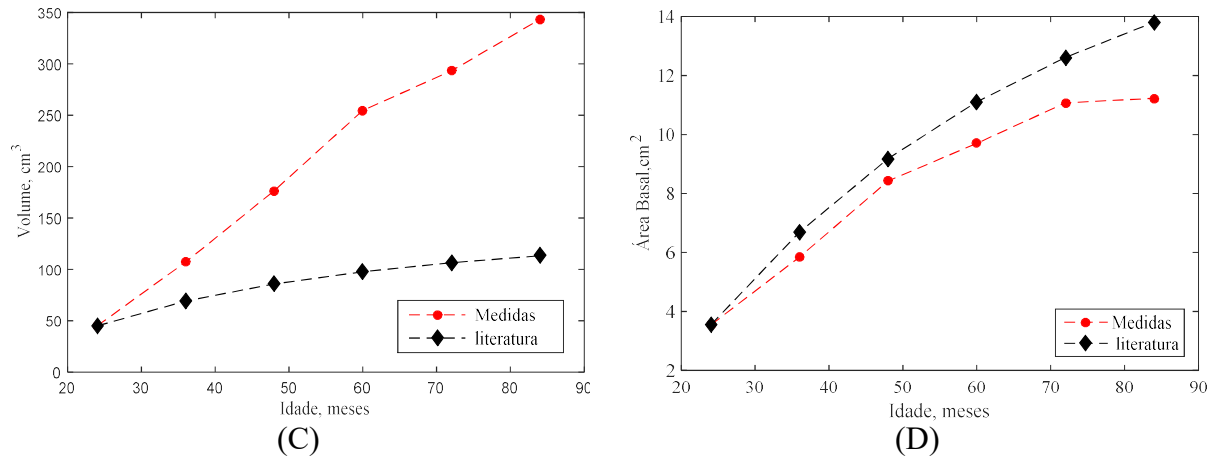 350
300
250
200
150
100
50
0
Volume, cm³
20 30 40 50 60 70 80 90
Idade, meses
Medidas
literatura
(C)
14
12
10
8
6
4
2
Área Basal,cm²
20 30 40 50 60 70 80 90
Idade, meses
Medidas
literatura
(D)